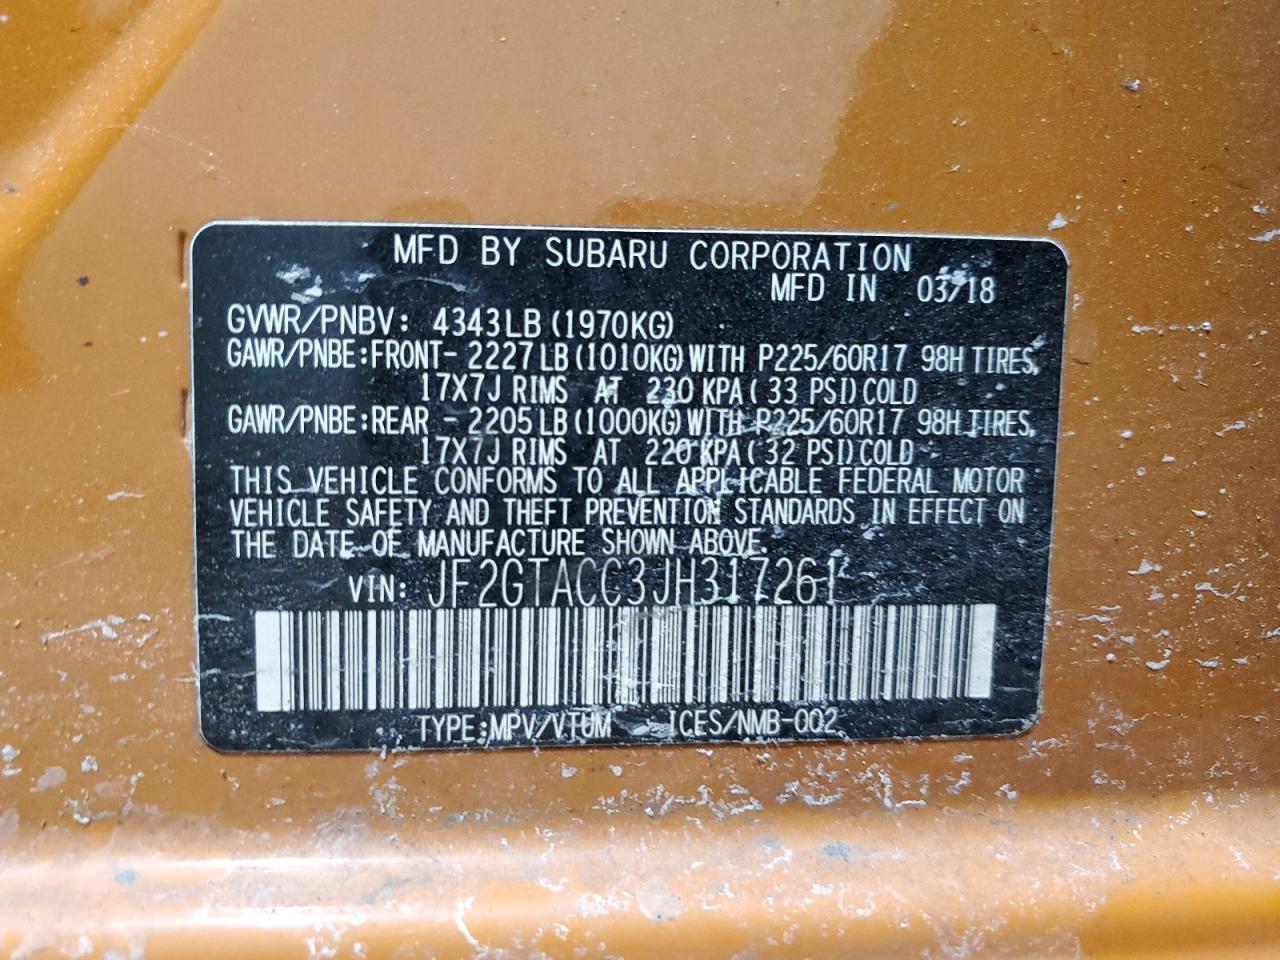 MFD BY SUBARU CORPORATION
MFD IN 03/18
GVWR/PNBV: 4343LB(1970KG)
GAWR/PNBE:FRONT- 2227LB(1010KG)WITH P225/60R17 98H TIRES,
17X7J RIMS AT 230 KPA( 33 PSI)COLD
GAWR/PNBE:REAR - 2205LB(1000KG)WITH P225/60R17 98H TIRES,
17X7J RIMS AT 220 KPA( 32 PSI)COLD
THIS VEHICLE CONFORMS TO ALL APPLICABLE FEDERAL MOTOR
VEHICLE SAFETY AND THEFT PREVENTION STANDARDS IN EFFECT ON
THE DATE OF MANUFACTURE SHOWN ABOVE.
VIN: JF2GTACC3JH317261
TYPE:MPV/VTUM ICES/NMB-002